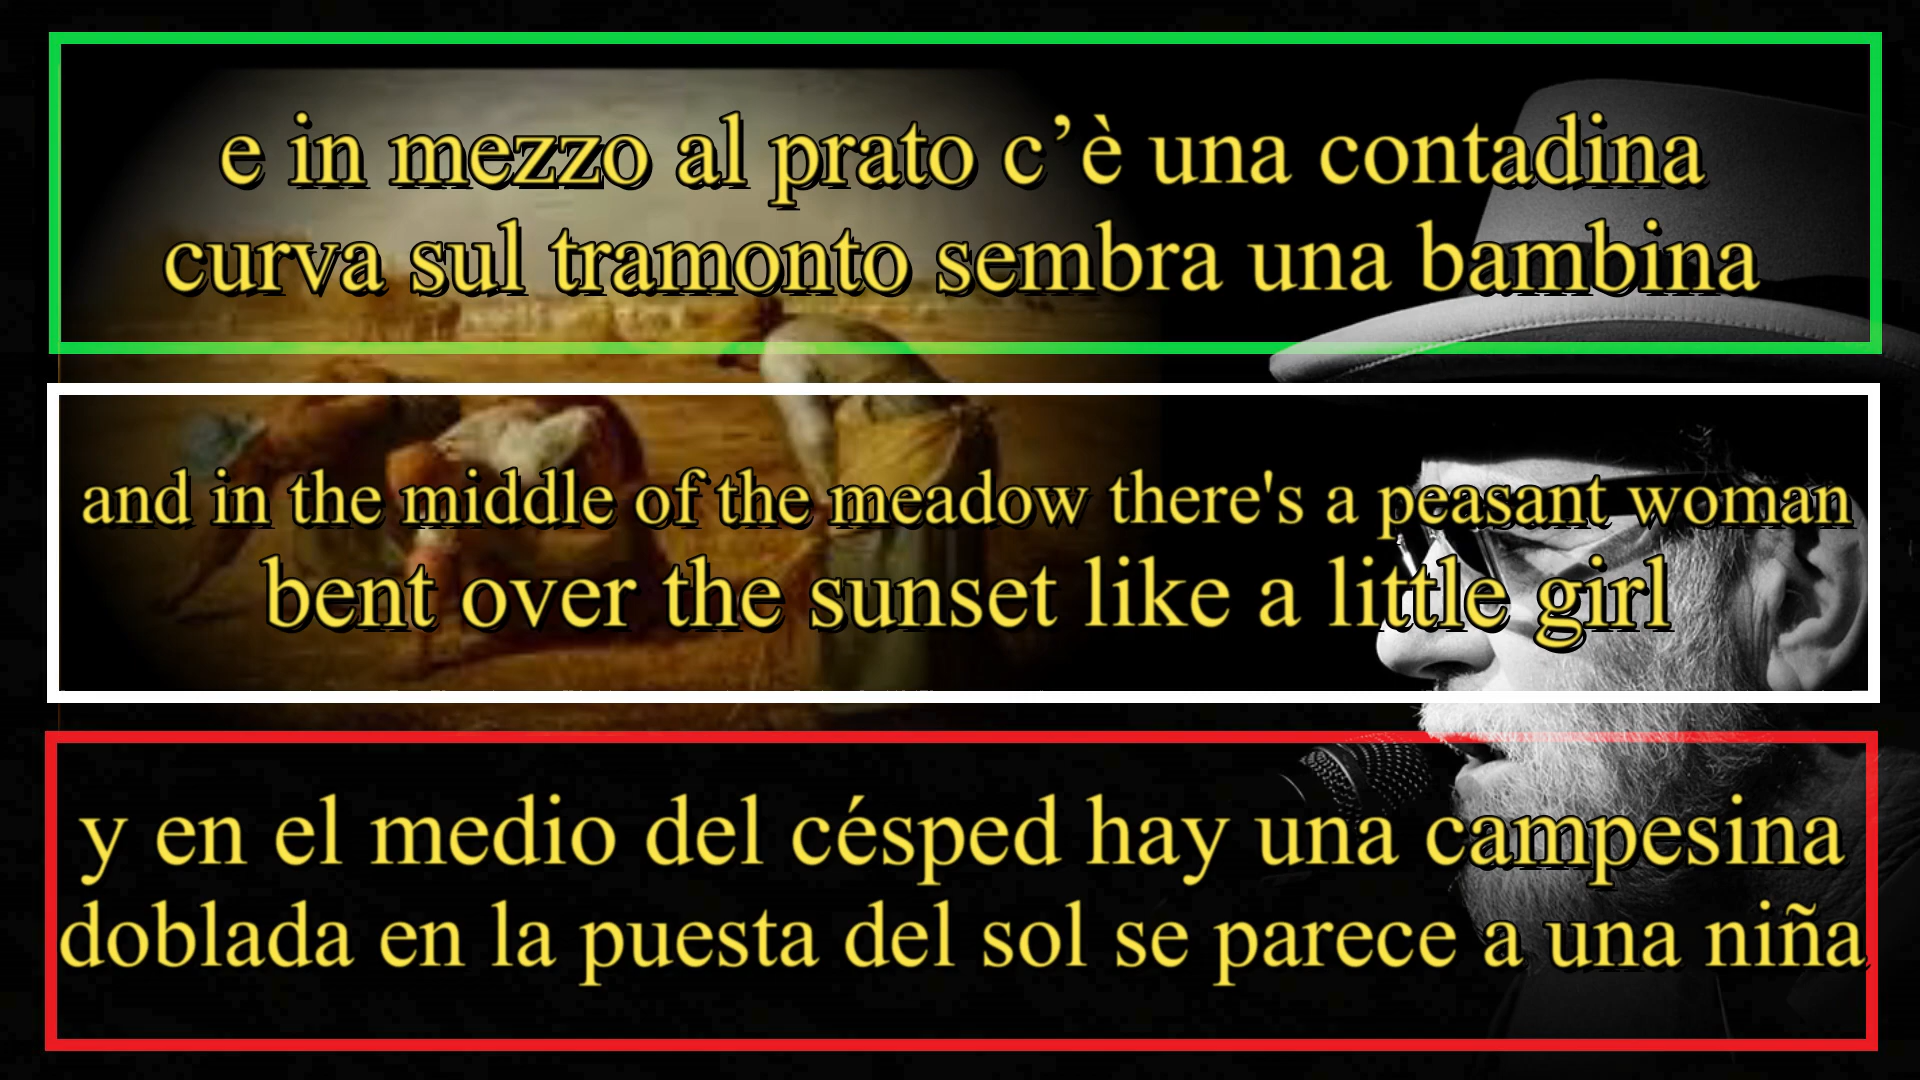 e in mezzo al prato c’è una contadina
curva sul tramonto sembra una bambina
and in the middle of the meadow there's a peasant woman
bent over the sunset like a little girl
y en el medio del césped hay una campesina
doblada en la puesta del sol se parece a una niña